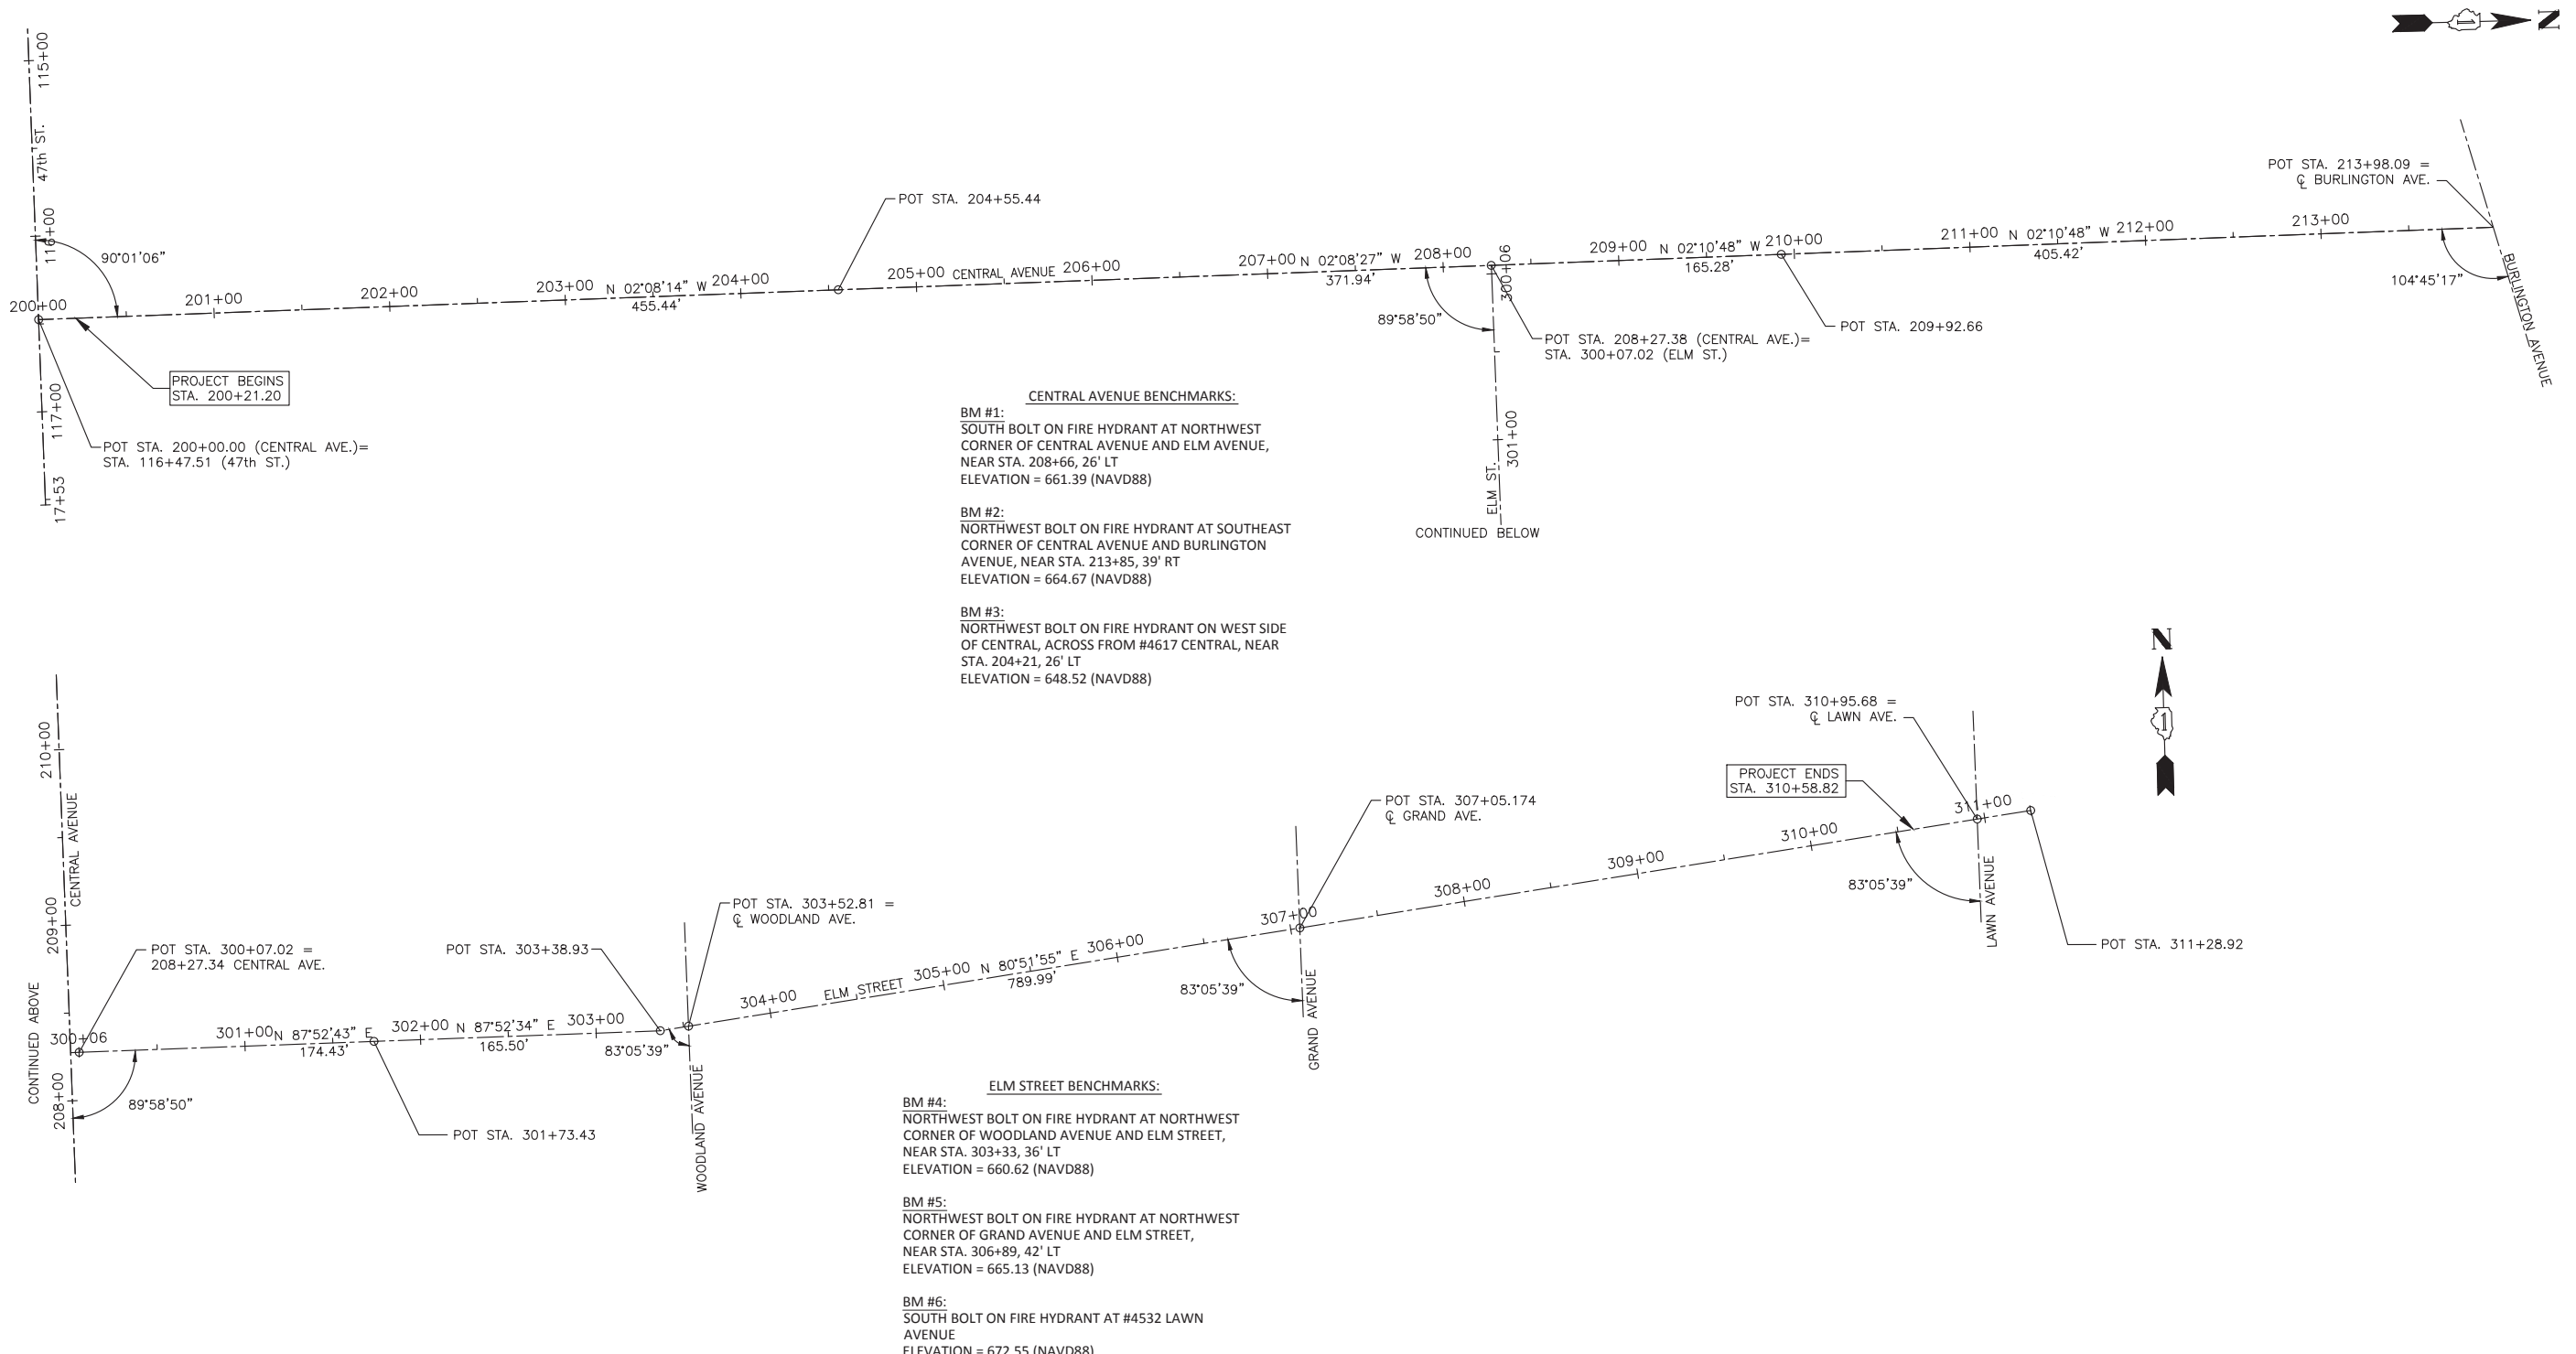 N
115+00
47th ST.
116+00
90°01'06"
200+00
201+00
202+00
203+00
N 02°08'14" W
455.44'
204+00
POT STA. 204+55.44
205+00
CENTRAL AVENUE
206+00
207+00
N 02°08'27" W
371.94'
208+00
300+06
209+00
N 02°10'48" W
165.28'
210+00
211+00
N 02°10'48" W
405.42'
212+00
213+00
POT STA. 213+98.09 =
℄ BURLINGTON AVE.
104°45'17"
BURLINGTON AVENUE
PROJECT BEGINS
STA. 200+21.20
117+00
POT STA. 200+00.00 (CENTRAL AVE.)=
STA. 116+47.51 (47th ST.)
17+53
89°58'50"
POT STA. 208+27.38 (CENTRAL AVE.)=
STA. 300+07.02 (ELM ST.)
POT STA. 209+92.66
301+00
ELM ST.
CONTINUED BELOW
CENTRAL AVENUE BENCHMARKS:
BM #1:
SOUTH BOLT ON FIRE HYDRANT AT NORTHWEST
CORNER OF CENTRAL AVENUE AND ELM AVENUE,
NEAR STA. 208+66, 26' LT
ELEVATION = 661.39 (NAVD88)
BM #2:
NORTHWEST BOLT ON FIRE HYDRANT AT SOUTHEAST
CORNER OF CENTRAL AVENUE AND BURLINGTON
AVENUE, NEAR STA. 213+85, 39' RT
ELEVATION = 664.67 (NAVD88)
BM #3:
NORTHWEST BOLT ON FIRE HYDRANT ON WEST SIDE
OF CENTRAL, ACROSS FROM #4617 CENTRAL, NEAR
STA. 204+21, 26' LT
ELEVATION = 648.52 (NAVD88)
N
1
210+00
CENTRAL AVENUE
209+00
CONTINUED ABOVE
POT STA. 300+07.02 =
208+27.34 CENTRAL AVE.
300+06
208+00
89°58'50"
301+00
N 87°52'43" E
174.43'
302+00
N 87°52'34" E
165.50'
303+00
POT STA. 301+73.43
POT STA. 303+38.93
POT STA. 303+52.81 =
℄ WOODLAND AVE.
83°05'39"
WOODLAND AVENUE
304+00
ELM STREET
305+00
N 80°51'55" E
789.99'
306+00
307+00
POT STA. 307+05.174
℄ GRAND AVE.
83°05'39"
GRAND AVENUE
308+00
309+00
310+00
PROJECT ENDS
STA. 310+58.82
POT STA. 310+95.68 =
℄ LAWN AVE.
311+00
83°05'39"
LAWN AVENUE
POT STA. 311+28.92
ELM STREET BENCHMARKS:
BM #4:
NORTHWEST BOLT ON FIRE HYDRANT AT NORTHWEST
CORNER OF WOODLAND AVENUE AND ELM STREET,
NEAR STA. 303+33, 36' LT
ELEVATION = 660.62 (NAVD88)
BM #5:
NORTHWEST BOLT ON FIRE HYDRANT AT NORTHWEST
CORNER OF GRAND AVENUE AND ELM STREET,
NEAR STA. 306+89, 42' LT
ELEVATION = 665.13 (NAVD88)
BM #6:
SOUTH BOLT ON FIRE HYDRANT AT #4532 LAWN
AVENUE
ELEVATION = 672.55 (NAVD88)